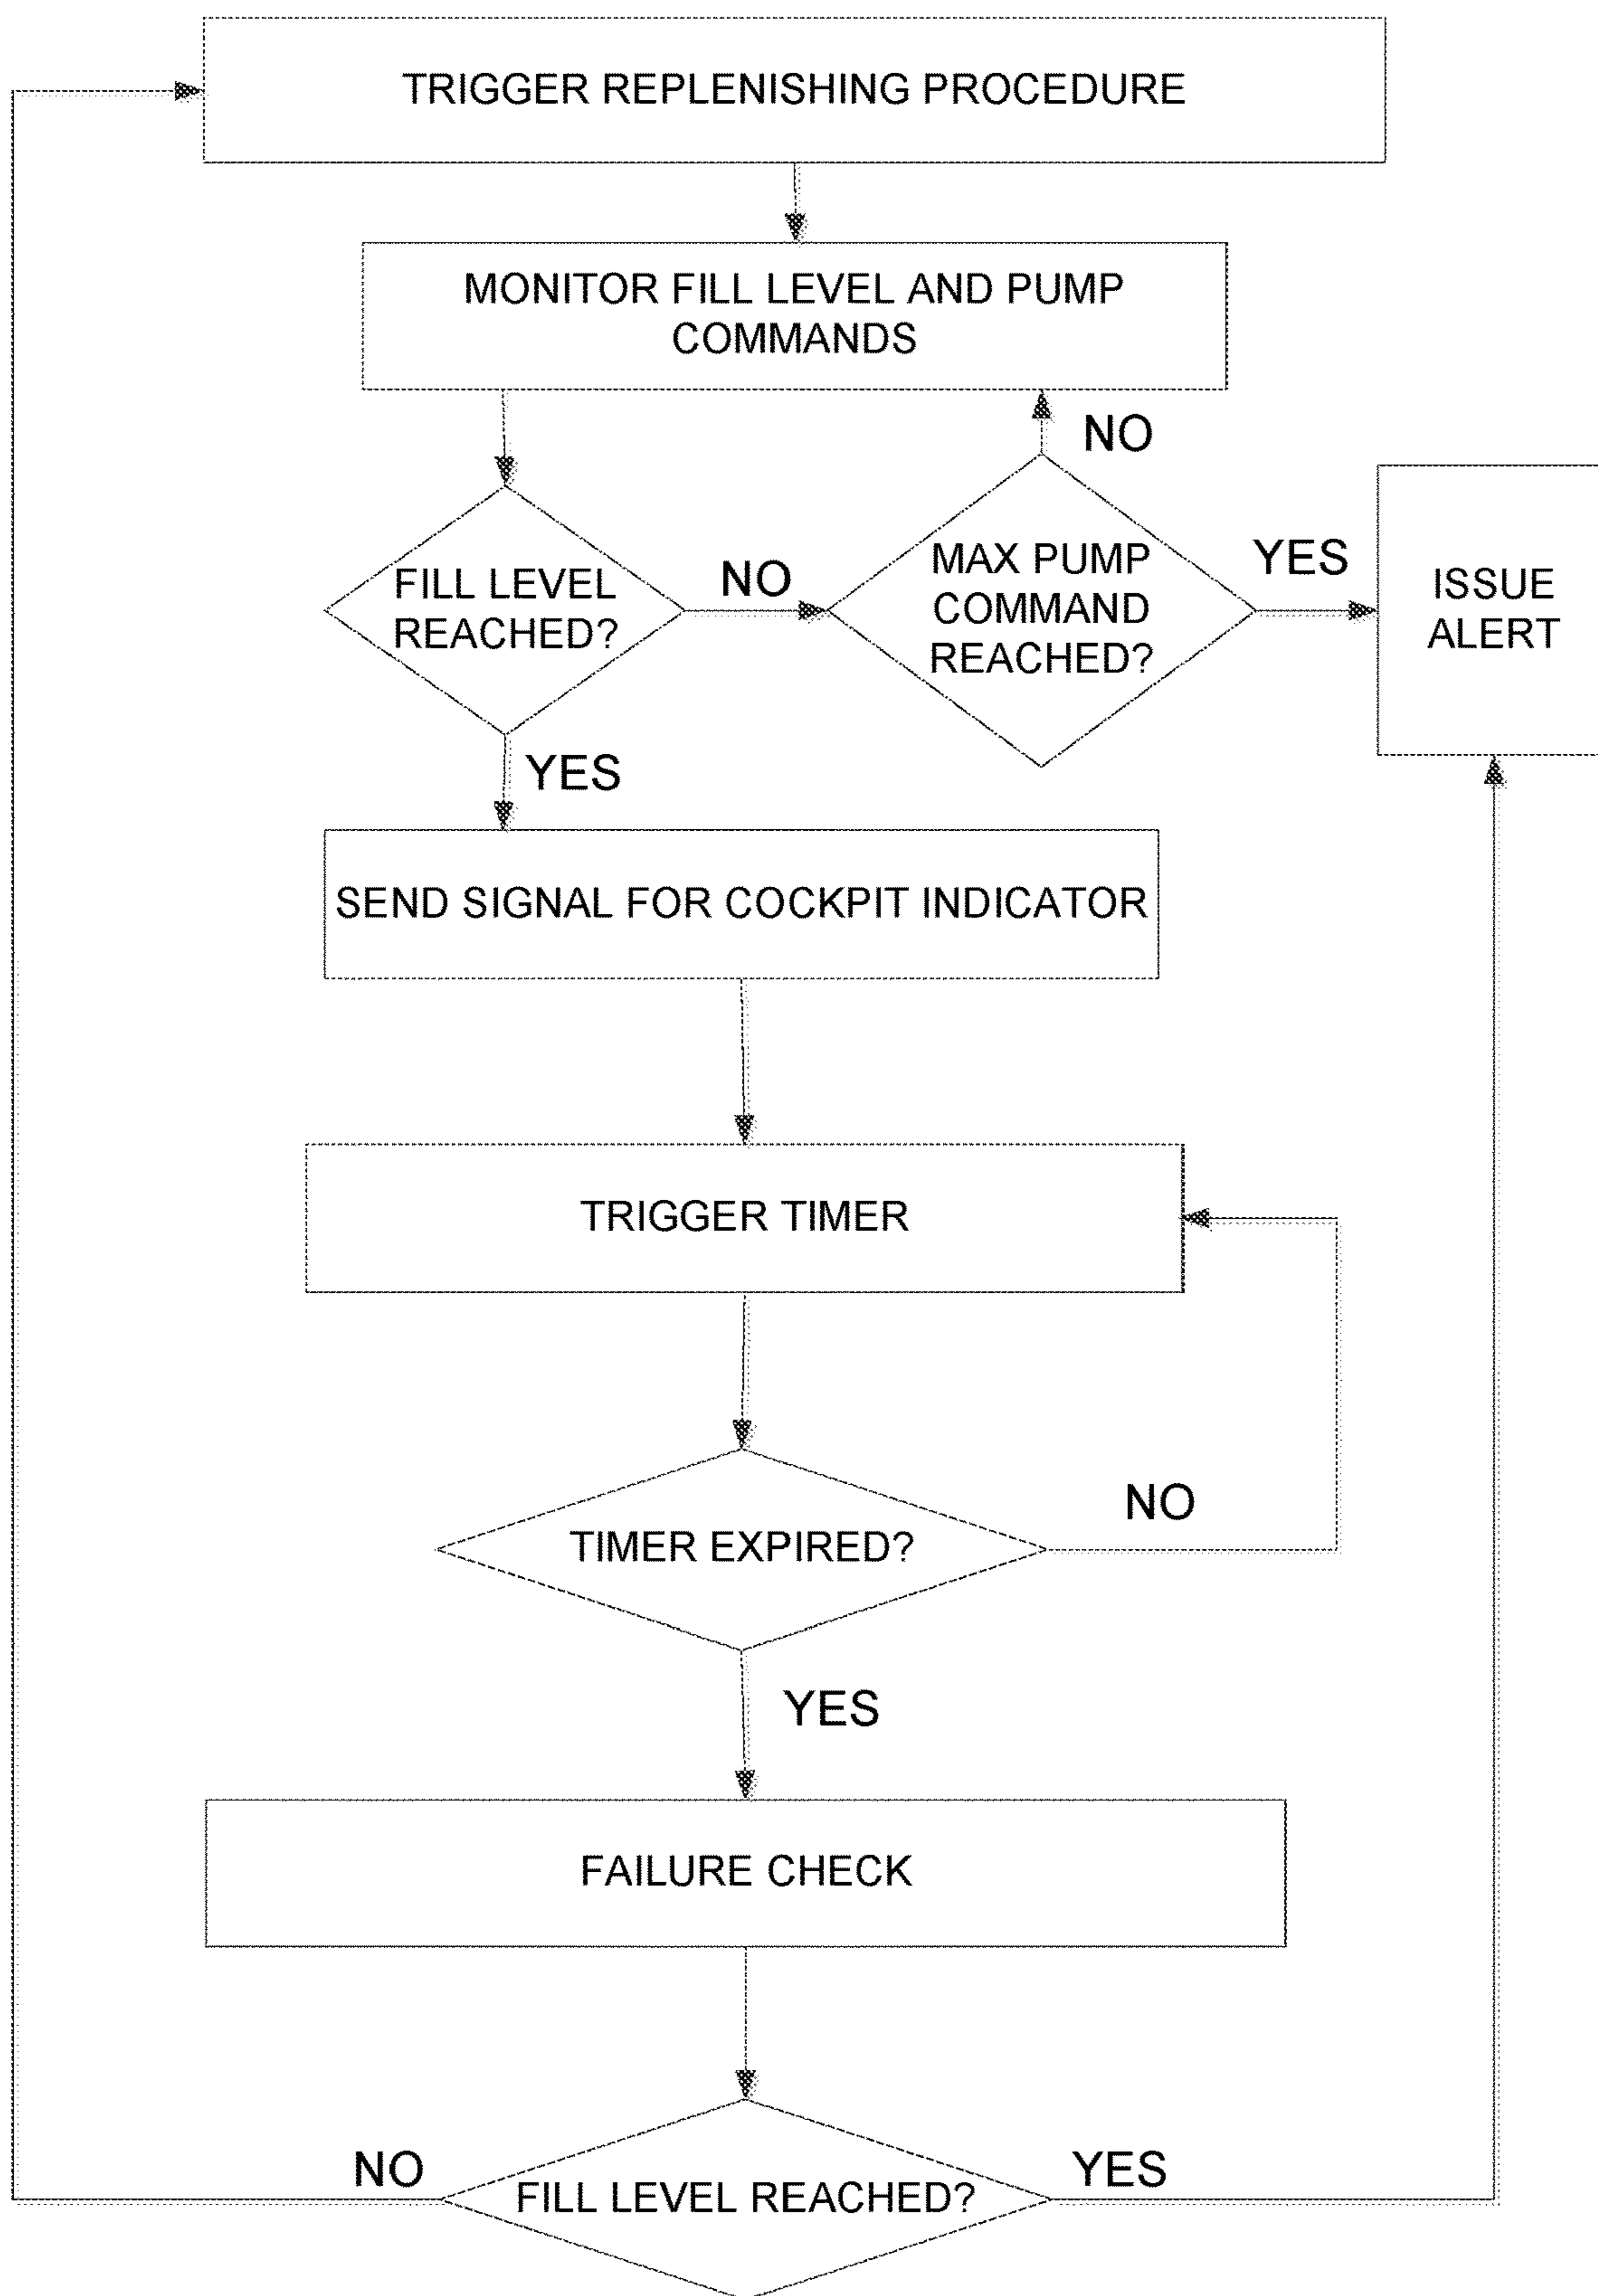 TRIGGER REPLENISHING PROCEDURE
MONITOR FILL LEVEL AND PUMP
COMMANDS
NO
FILL LEVEL
REACHED?
NO
MAX PUMP
COMMAND
REACHED?
YES
ISSUE
ALERT
YES
SEND SIGNAL FOR COCKPIT INDICATOR
TRIGGER TIMER
TIMER EXPIRED?
NO
YES
FAILURE CHECK
NO
FILL LEVEL REACHED?
YES